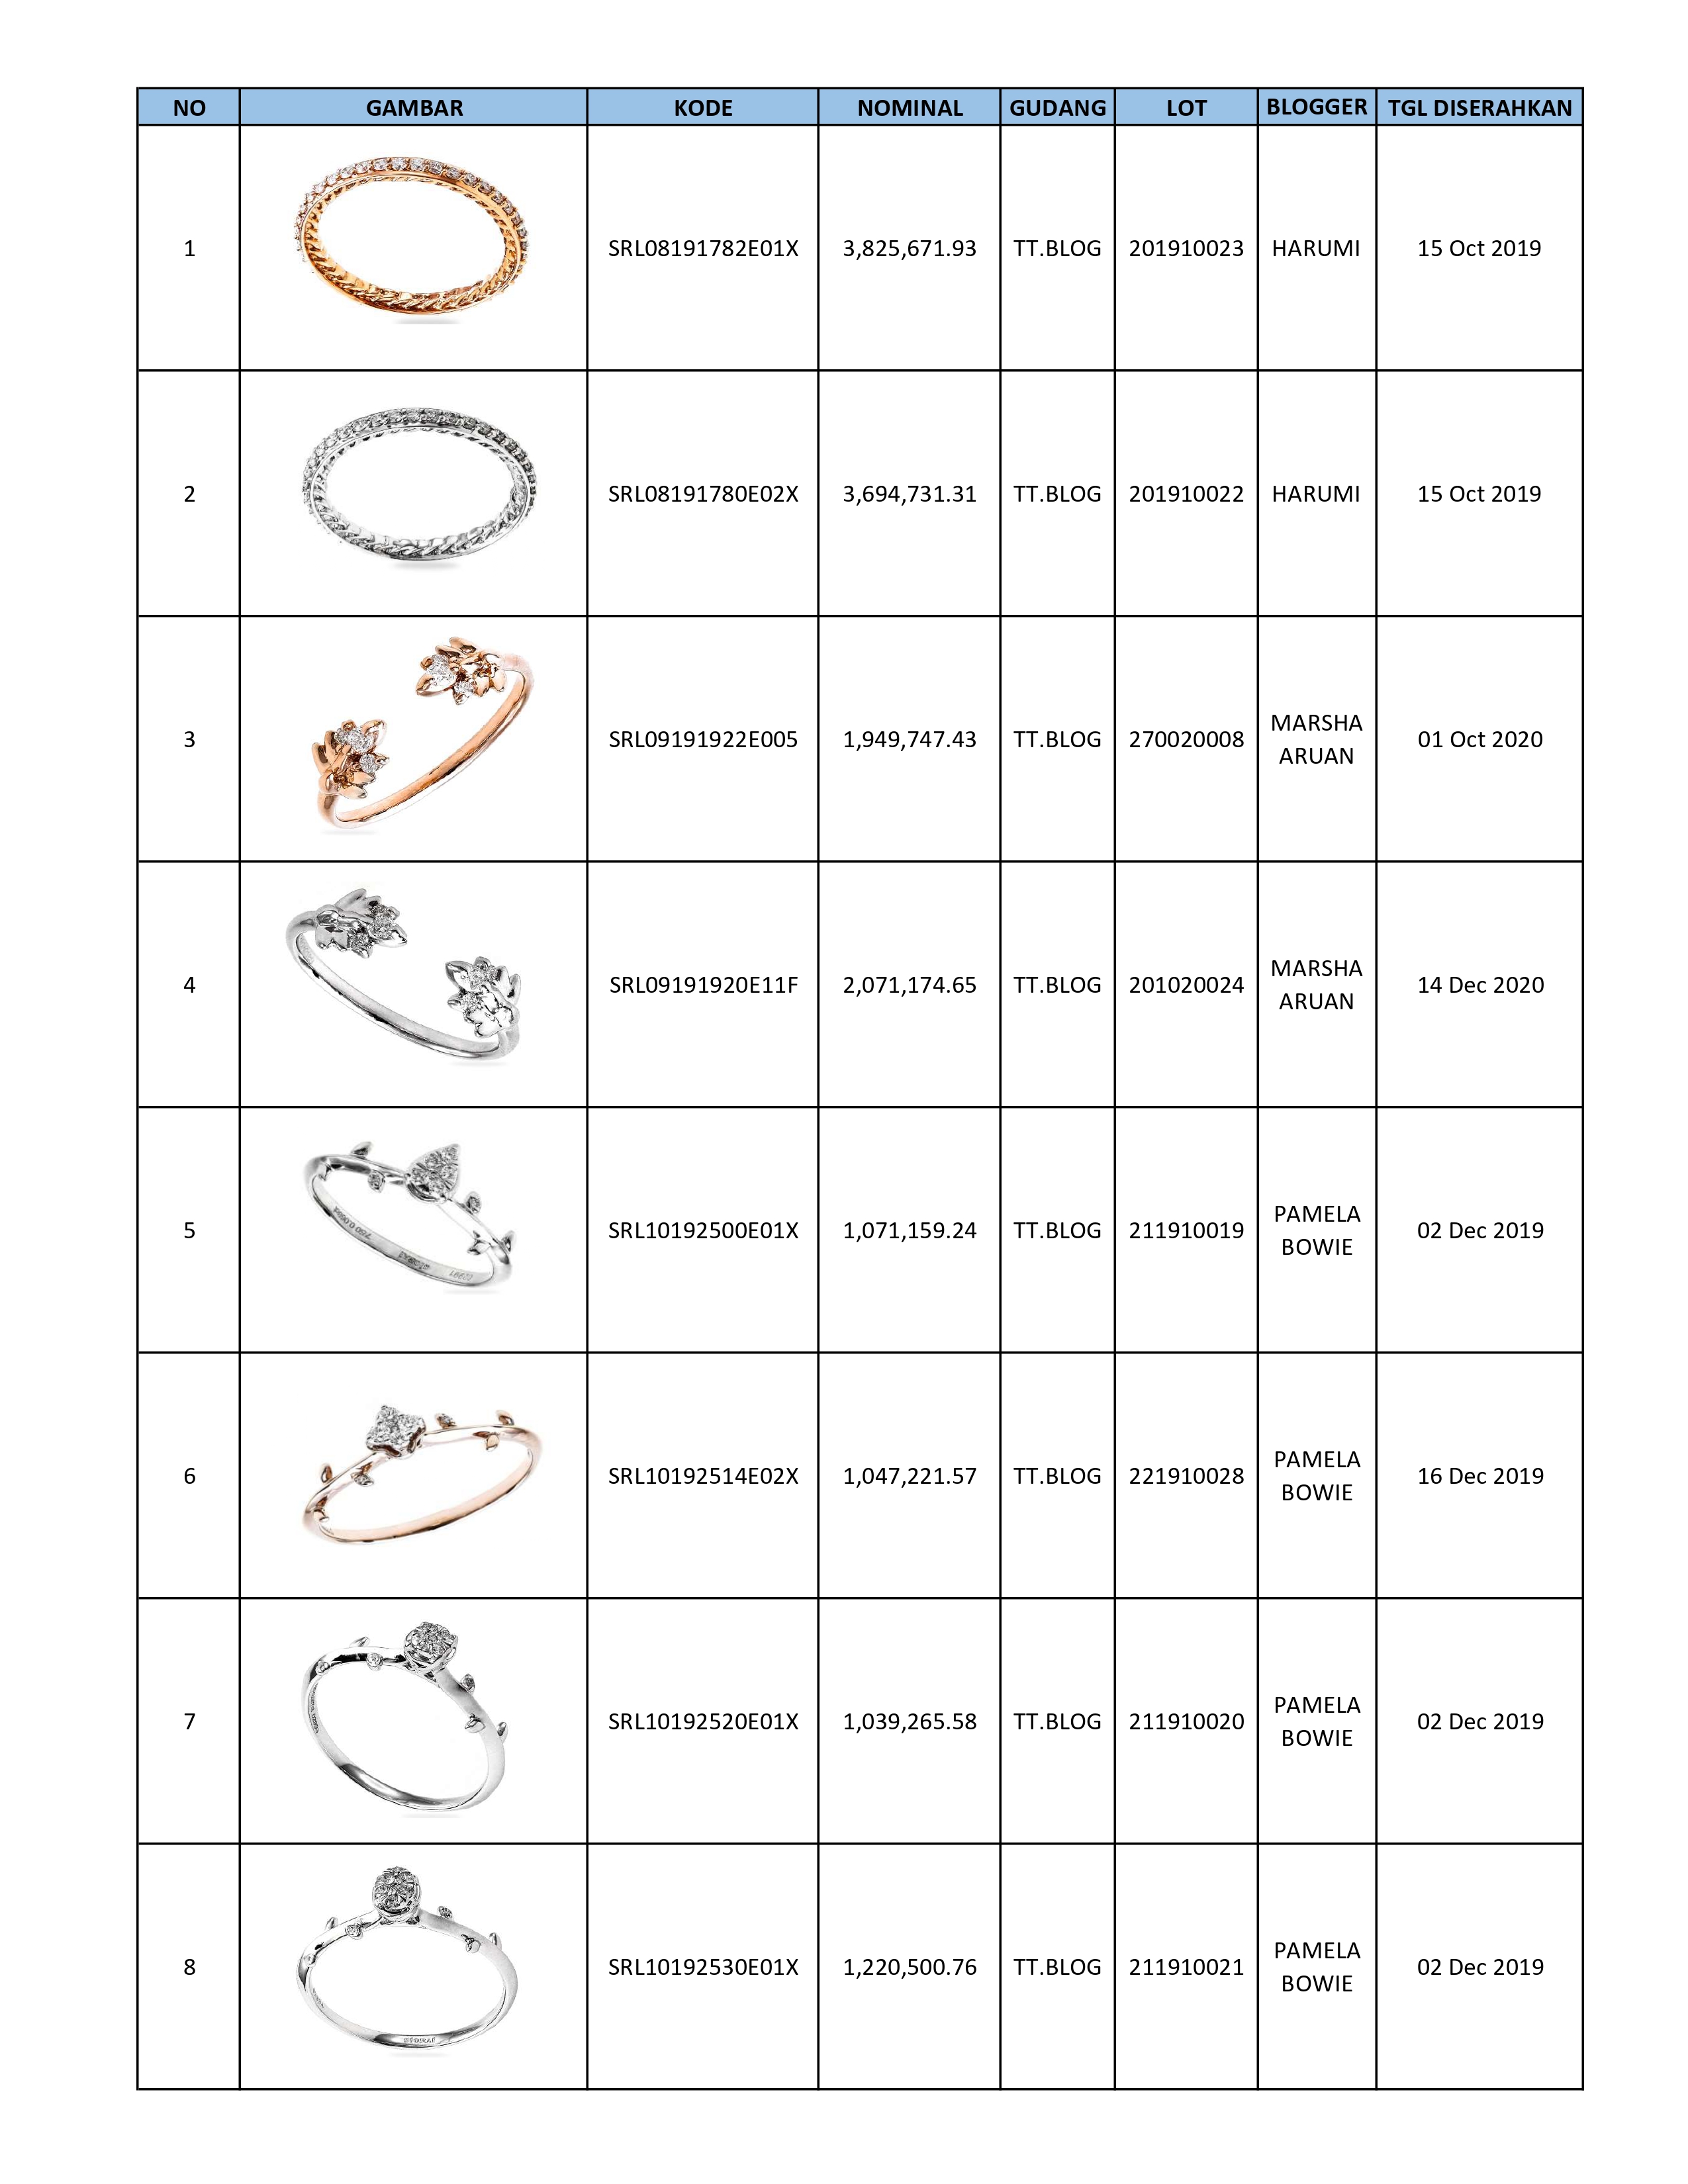 NO GAMBAR KODE NOMINAL GUDANG LOT BLOGGER TGL DISERAHKAN
1 SRL08191782E01X 3,825,671.93 TT.BLOG 201910023 HARUMI 15 Oct 2019
2 SRL08191780E02X 3,694,731.31 TT.BLOG 201910022 HARUMI 15 Oct 2019
3 SRL09191922E005 1,949,747.43 TT.BLOG 270020008 MARSHA ARUAN 01 Oct 2020
4 SRL09191920E11F 2,071,174.65 TT.BLOG 201020024 MARSHA ARUAN 14 Dec 2020
5 SRL10192500E01X 1,071,159.24 TT.BLOG 211910019 PAMELA BOWIE 02 Dec 2019
6 SRL10192514E02X 1,047,221.57 TT.BLOG 221910028 PAMELA BOWIE 16 Dec 2019
7 SRL10192520E01X 1,039,265.58 TT.BLOG 211910020 PAMELA BOWIE 02 Dec 2019
8 SRL10192530E01X 1,220,500.76 TT.BLOG 211910021 PAMELA BOWIE 02 Dec 2019